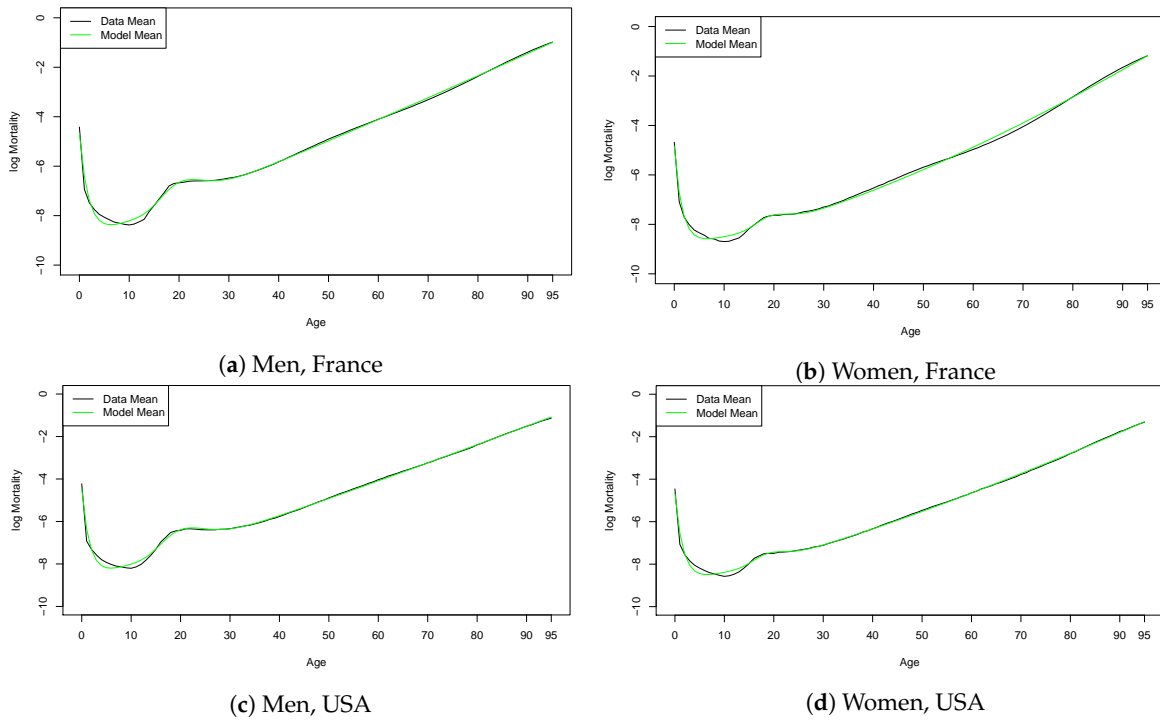 Data Mean
Model Mean
log Mortality
0
−2
−4
−6
−8
−10
0 10 20 30 40 50 60 70 80 90 95
Age
(a) Men, France
Data Mean
Model Mean
log Mortality
0
−2
−4
−6
−8
−10
0 10 20 30 40 50 60 70 80 90 95
Age
(b) Women, France
Data Mean
Model Mean
log Mortality
0
−2
−4
−6
−8
−10
0 10 20 30 40 50 60 70 80 90 95
Age
(c) Men, USA
Data Mean
Model Mean
log Mortality
0
−2
−4
−6
−8
−10
0 10 20 30 40 50 60 70 80 90 95
Age
(d) Women, USA